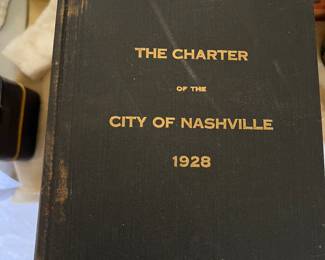 THE CHARTER
OF THE
CITY OF NASHVILLE
1928